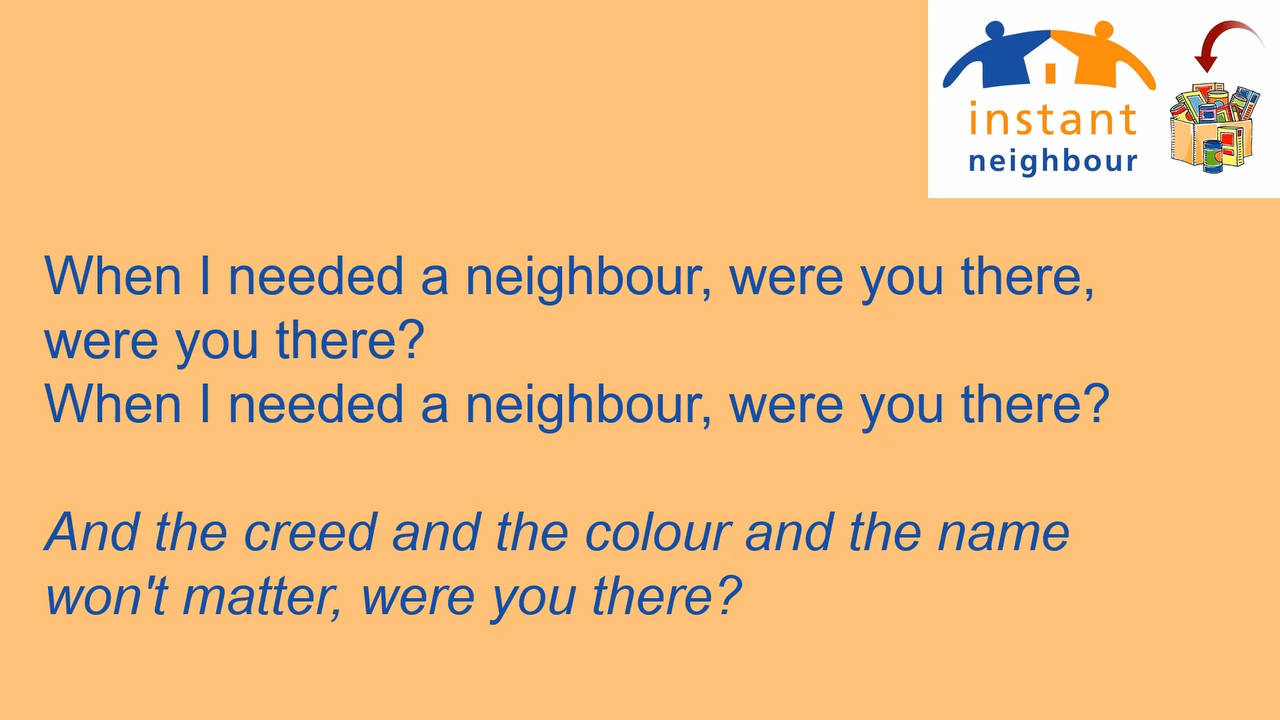 instant
neighbour
When I needed a neighbour, were you there,
were you there?
When I needed a neighbour, were you there?
And the creed and the colour and the name
won't matter, were you there?